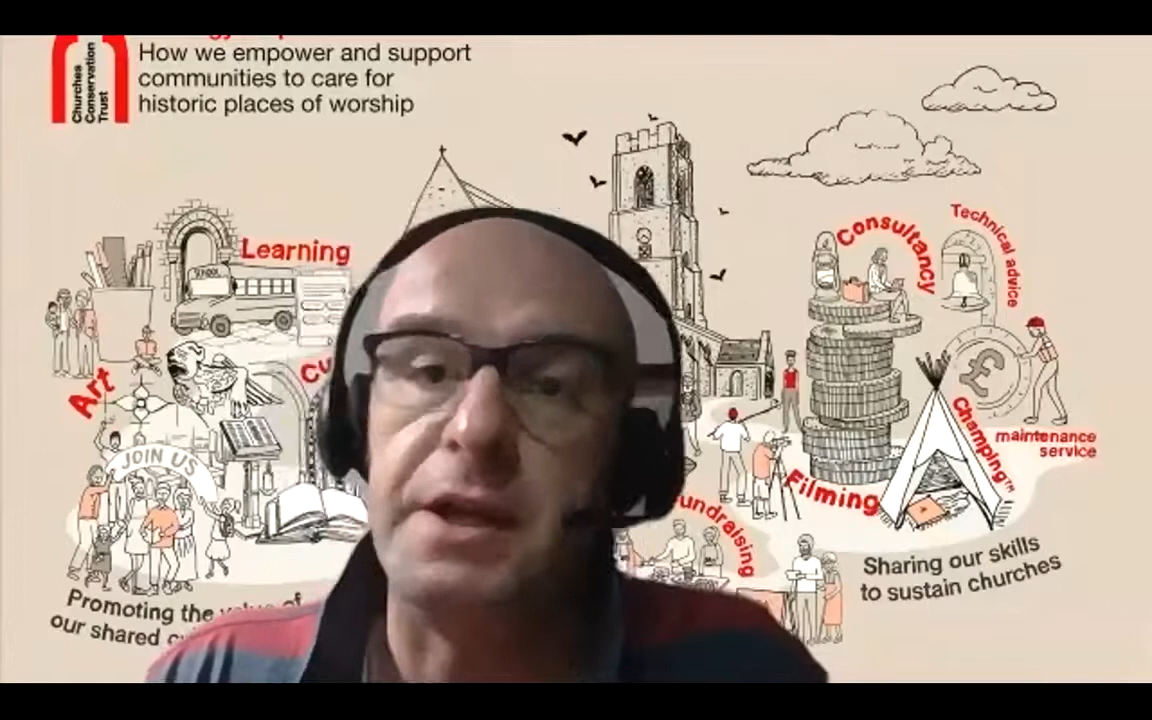 Churches
Conservation
Trust
How we empower and support
communities to care for
historic places of worship
Learning
SCHOOL
Art
JOIN US
Promoting the value of
our shared
Consultancy
Technical advice
£
Champing™
maintenance
service
Filming
Sharing our skills
to sustain churches